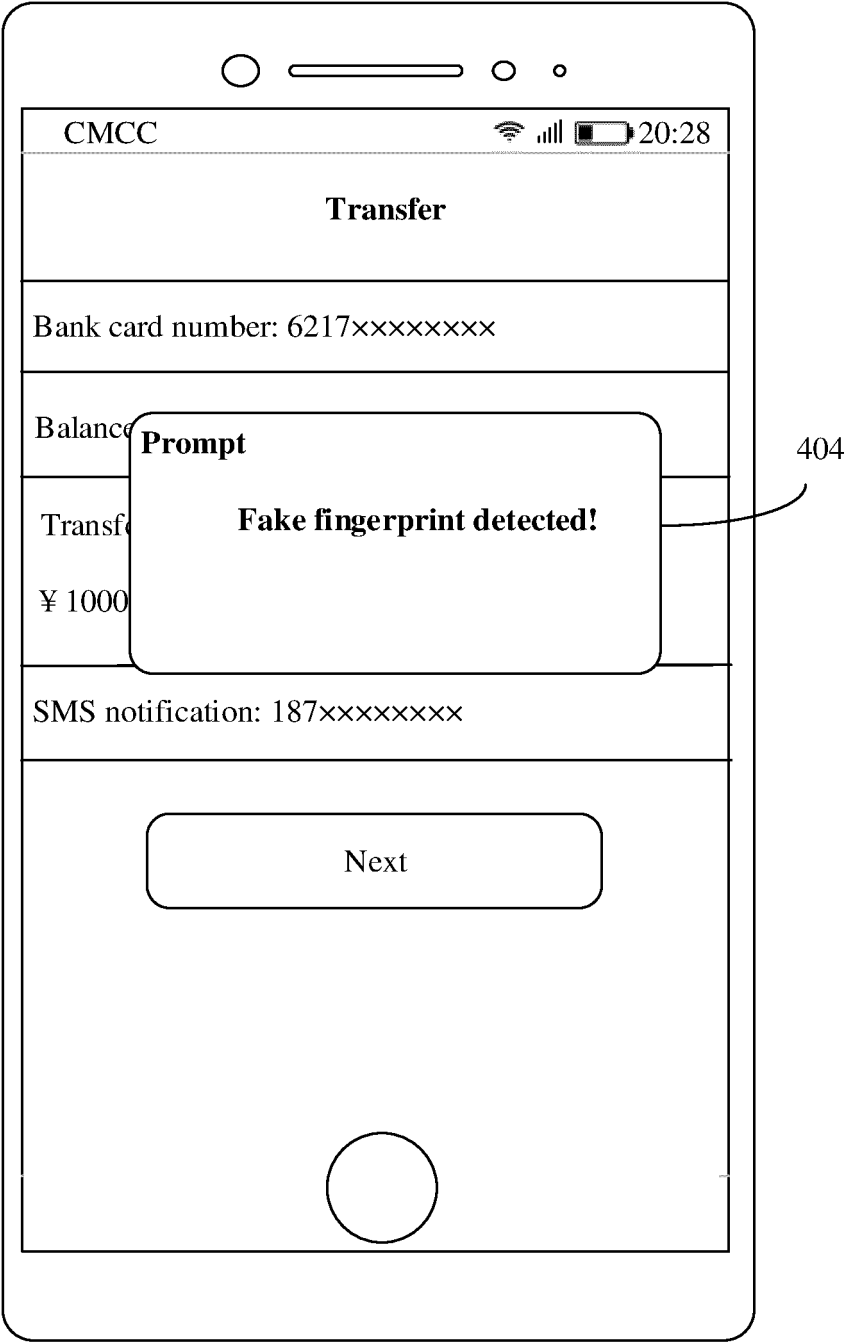 CMCC 20:28
Transfer
Bank card number: 6217××××××××
Balance
Prompt
404
Fake fingerprint detected!
¥ 1000
SMS notification: 187××××××××
Next